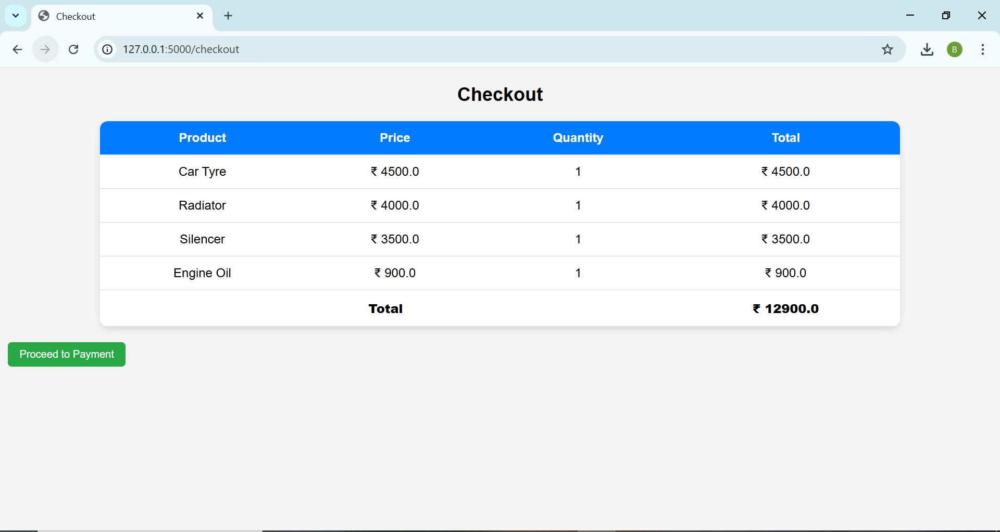 Checkout
127.0.0.1:5000/checkout
B
Checkout
Product Price Quantity Total
Car Tyre ₹ 4500.0 1 ₹ 4500.0
Radiator ₹ 4000.0 1 ₹ 4000.0
Silencer ₹ 3500.0 1 ₹ 3500.0
Engine Oil ₹ 900.0 1 ₹ 900.0
Total ₹ 12900.0
Proceed to Payment